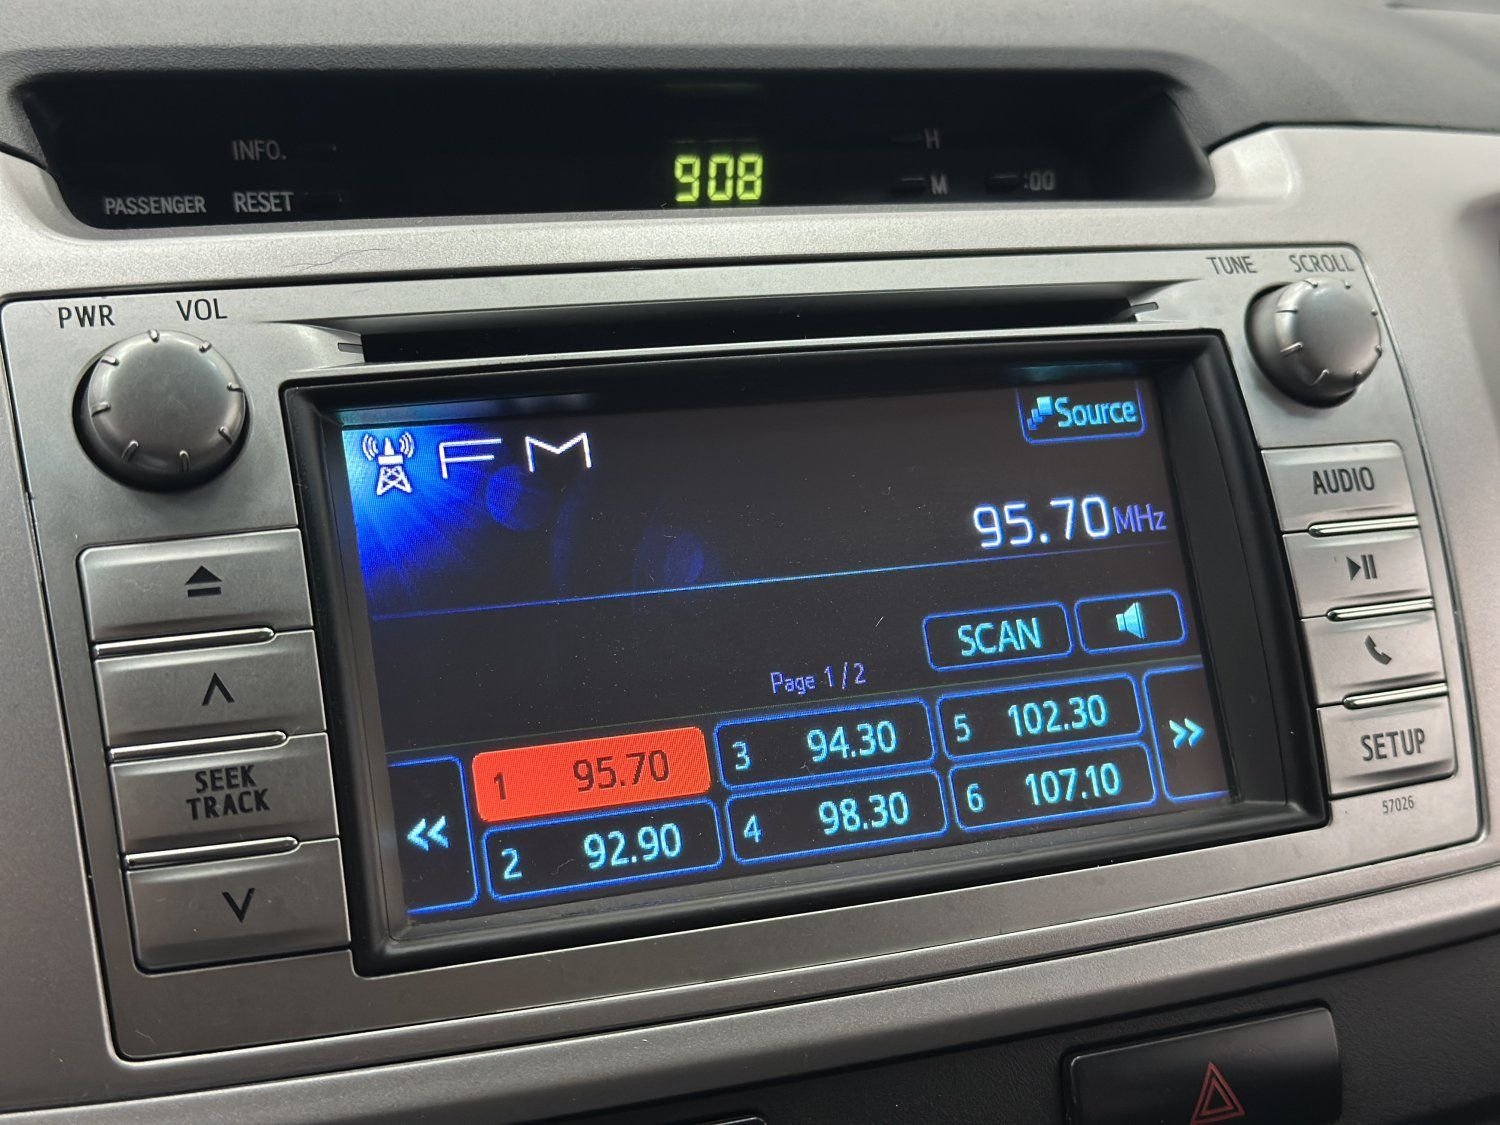 INFO.
908
H
PASSENGER RESET
M :00
PWR VOL
TUNE SCROLL
FM
Source
95.70MHz
AUDIO
SCAN
Page 1/2
1 95.70
3 94.30
5 102.30
2 92.90
4 98.30
6 107.10
SEEK
TRACK
SETUP
57026